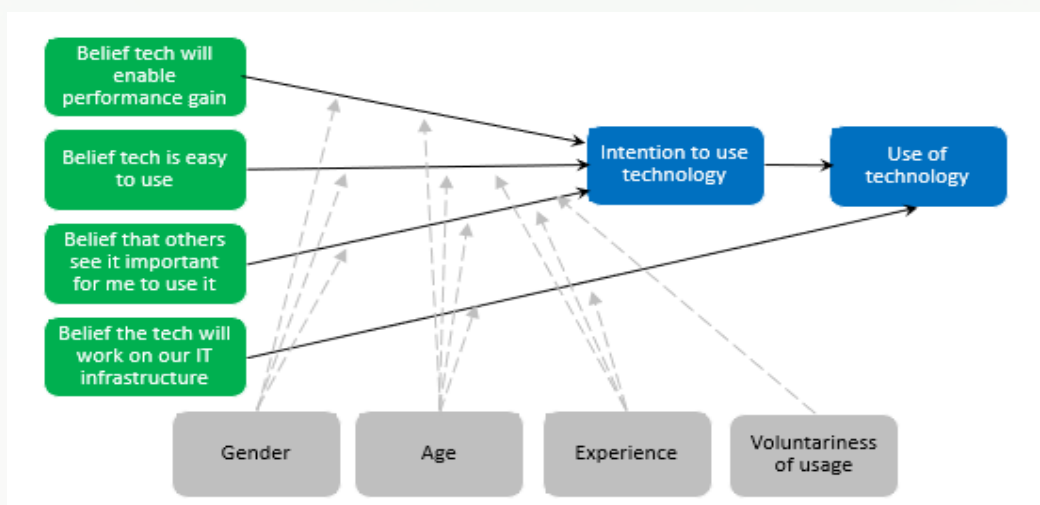 Belief tech will
enable
performance gain
Belief tech is easy
to use
Belief that others
see it important
for me to use it
Belief the tech will
work on our IT
infrastructure
Intention to use
technology
Use of
technology
Gender
Age
Experience
Voluntariness
of usage